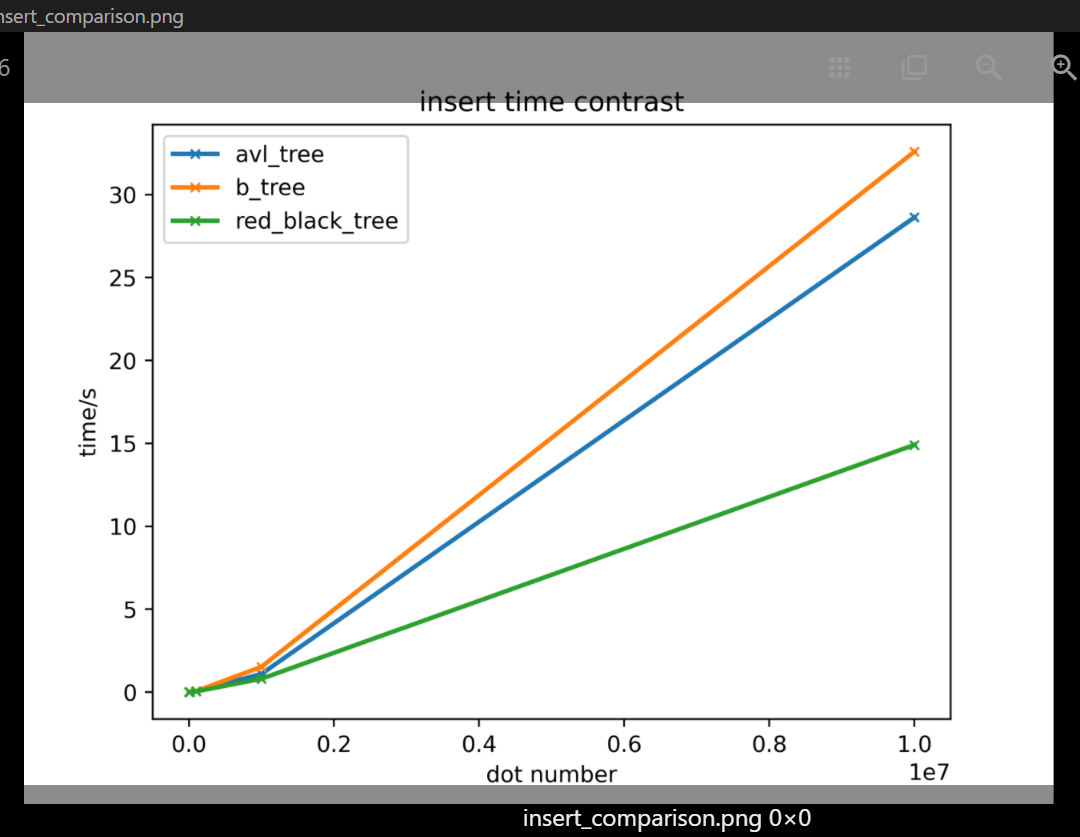 nsert_comparison.png
6
insert time contrast
avl_tree
b_tree
red_black_tree
30
25
20
15
10
5
0
time/s
0.0 0.2 0.4 0.6 0.8 1.0
1e7
dot number
insert_comparison.png 0×0